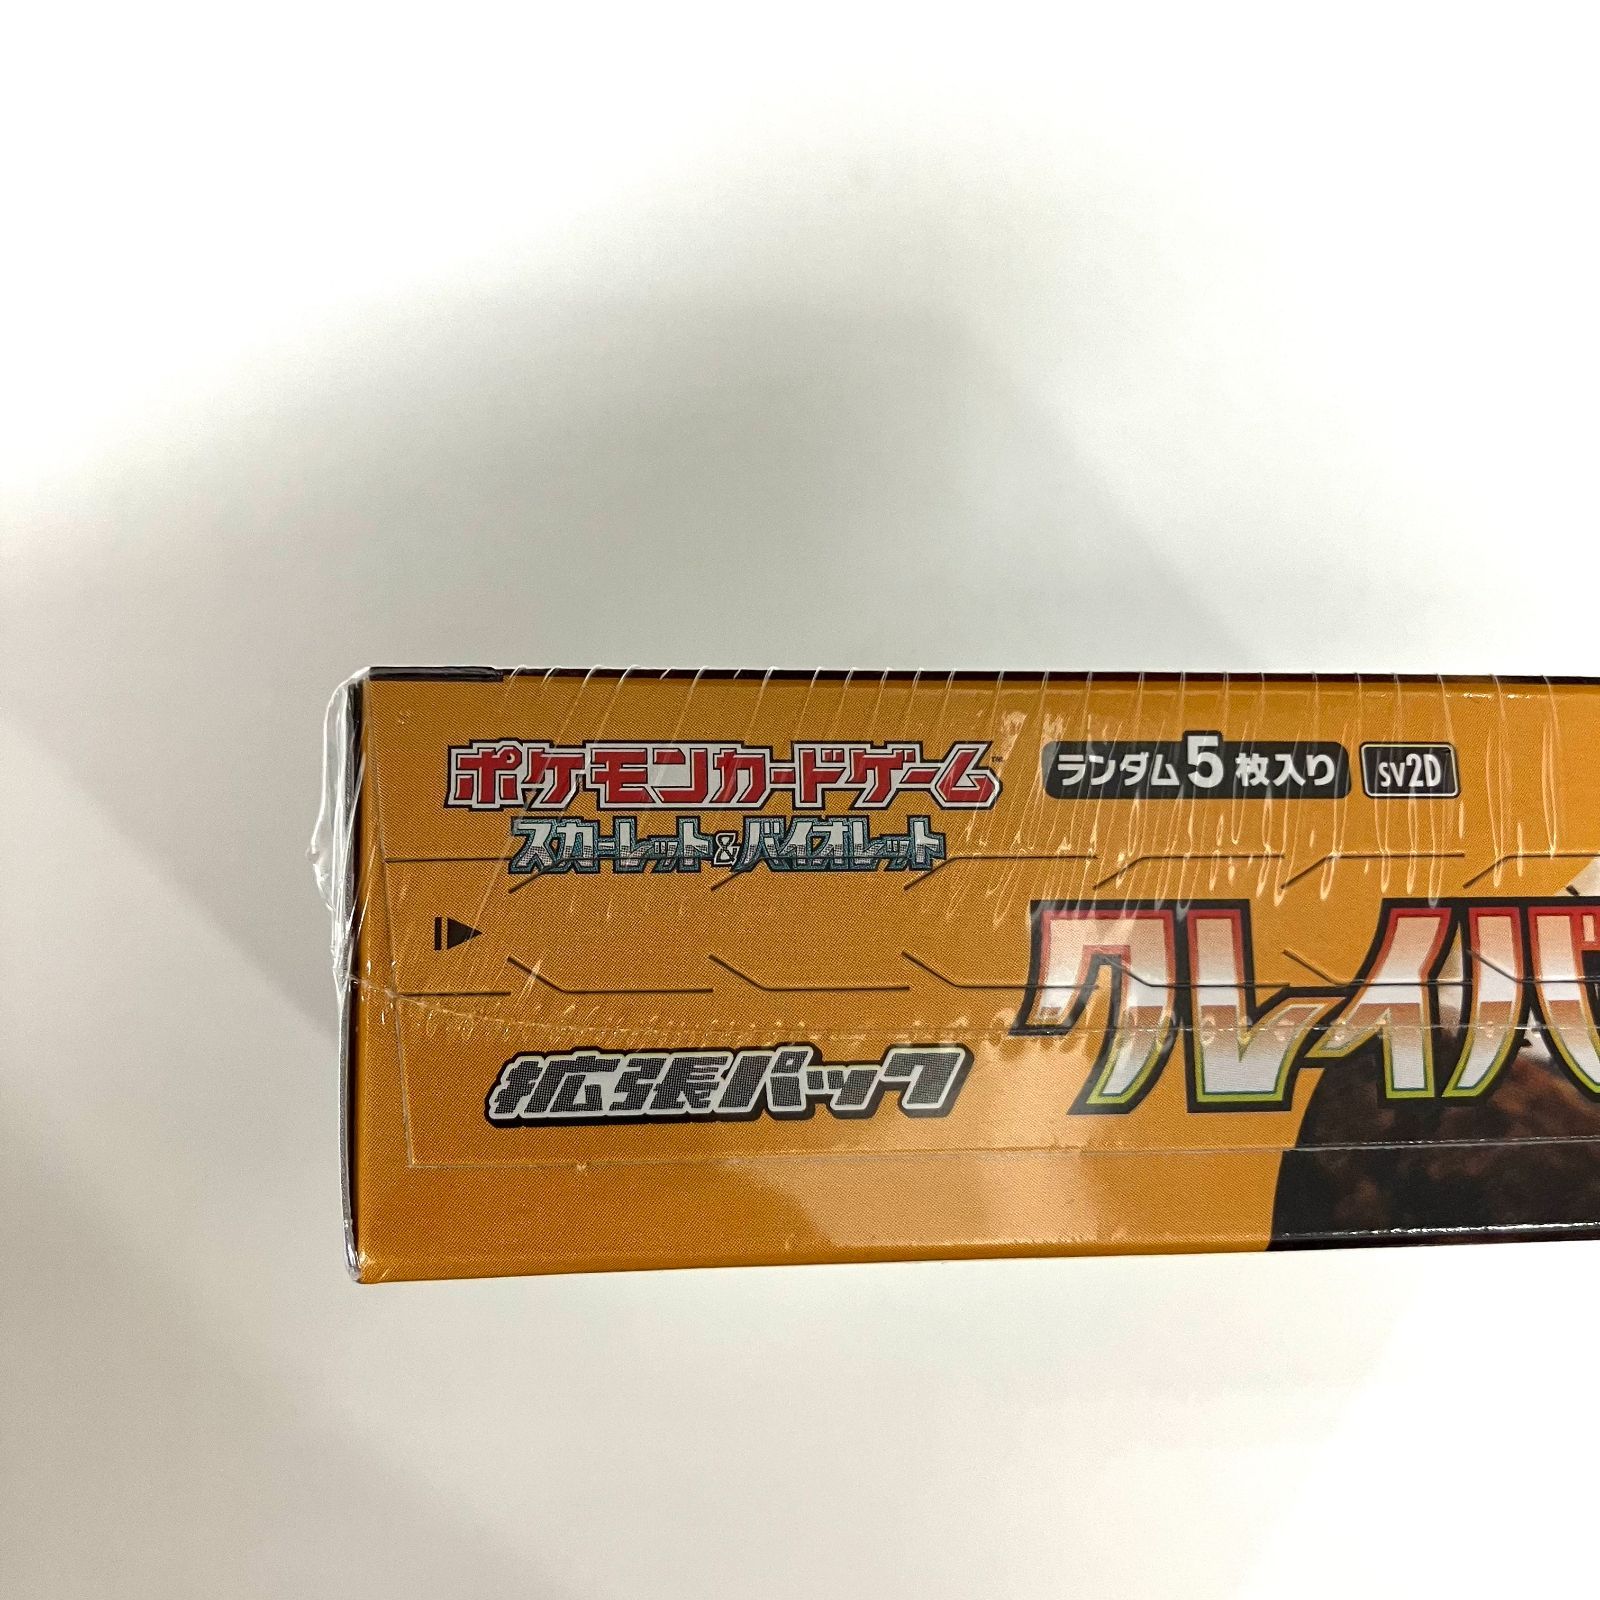 ポケモンカードゲーム™
ランダム5枚入り
sv2D
スカーレット&バイオレット
クレイバ
拡張パック